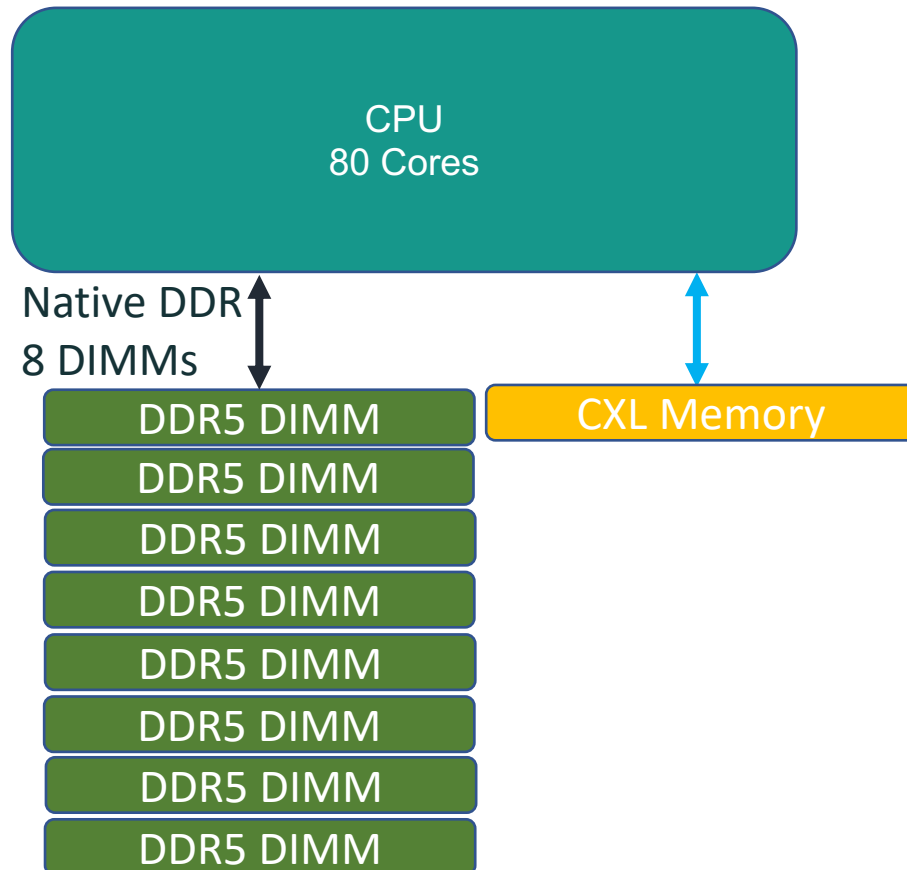 CPU
80 Cores
Native DDR
8 DIMMs
DDR5 DIMM
CXL Memory
DDR5 DIMM
DDR5 DIMM
DDR5 DIMM
DDR5 DIMM
DDR5 DIMM
DDR5 DIMM
DDR5 DIMM